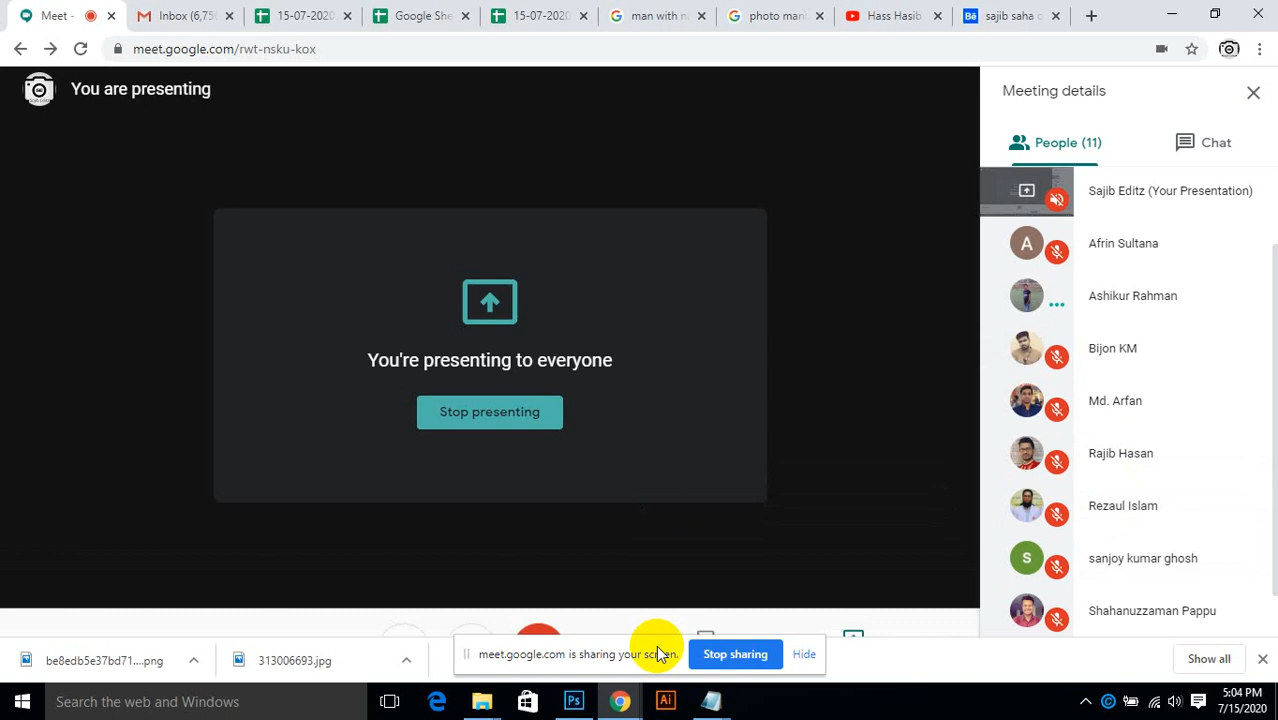 Meet -
Inbox (6,75
15-07-2020
Google She
15-07-2020
man with n
photo man
Hass Hasib
sajib saha
meet.google.com/rwt-nsku-kox
You are presenting
Meeting details
People (11)
Chat
Sajib Editz (Your Presentation)
A
Afrin Sultana
Ashikur Rahman
You're presenting to everyone
Bijon KM
Stop presenting
Md. Arfan
Rajib Hasan
Rezaul Islam
S
sanjoy kumar ghosh
Shahanuzzaman Pappu
be8edb5e37bd71....png
313006693.jpg
meet.google.com is sharing your screen.
Stop sharing
Hide
Show all
Search the web and Windows
Ps
Ai
5:04 PM
7/15/2020